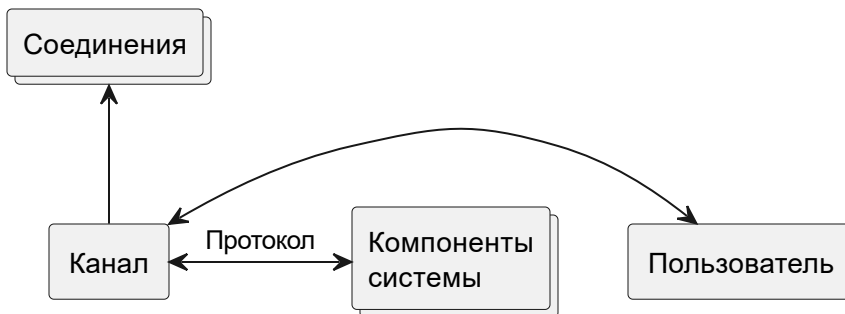 Соединения
Протокол
Канал
Компоненты
системы
Пользователь